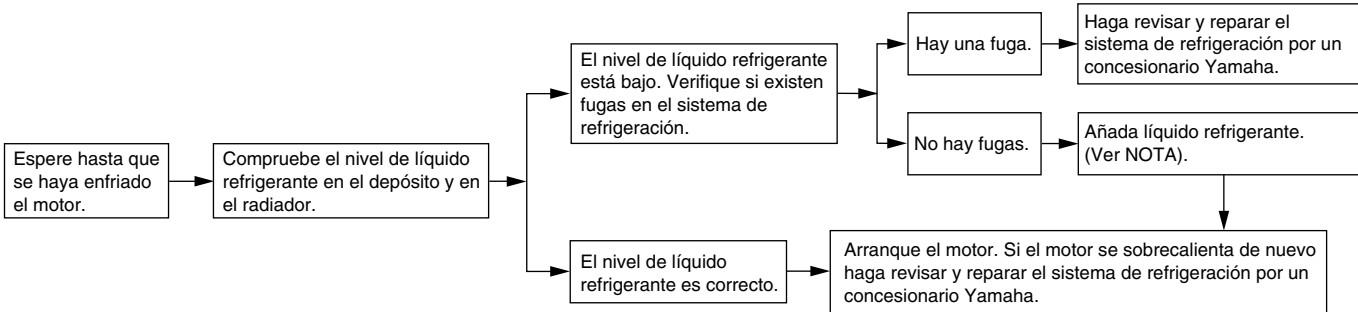 Espere hasta que
se haya enfriado
el motor.
Compruebe el nivel de líquido
refrigerante en el depósito y en
el radiador.
El nivel de líquido refrigerante
está bajo. Verifique si existen
fugas en el sistema de
refrigeración.
Hay una fuga.
Haga revisar y reparar el
sistema de refrigeración por un
concesionario Yamaha.
No hay fugas.
Añada líquido refrigerante.
(Ver NOTA).
El nivel de líquido
refrigerante es correcto.
Arranque el motor. Si el motor se sobrecalienta de nuevo
haga revisar y reparar el sistema de refrigeración por un
concesionario Yamaha.